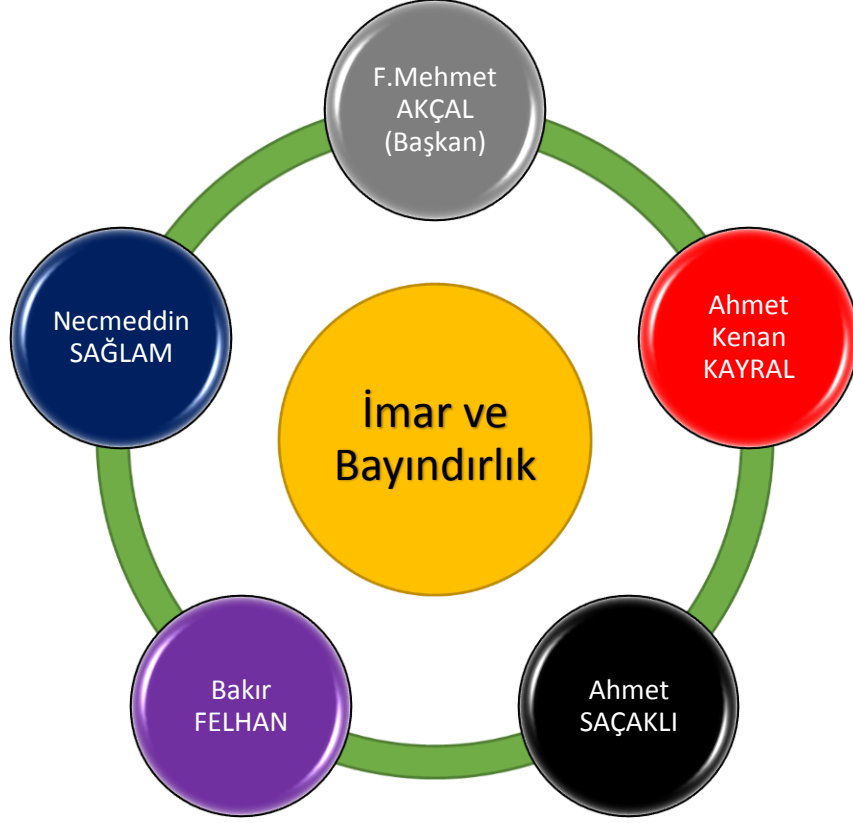 F.Mehmet
AKÇAL
(Başkan)
Ahmet
Kenan
KAYRAL
Ahmet
SAÇAKLI
Bakır
FELHAN
Necmeddin
SAĞLAM
İmar ve
Bayındırlık